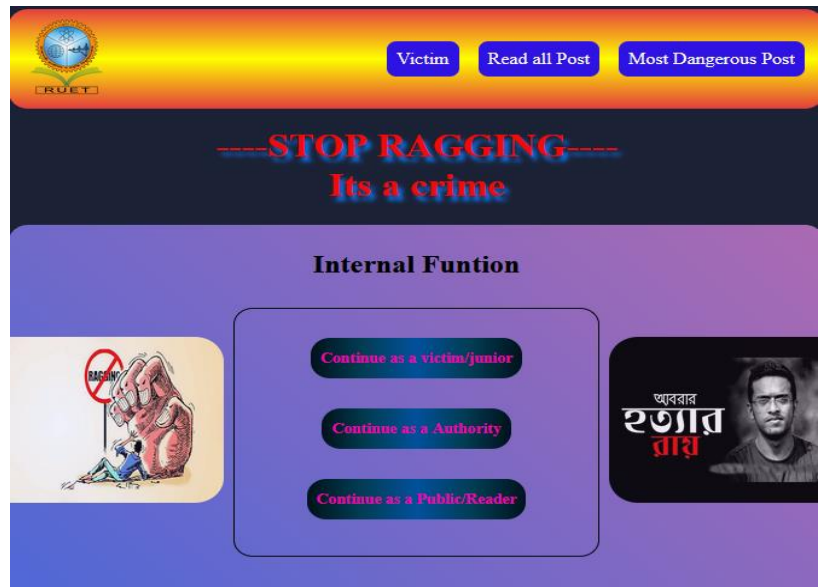 RUET
Victim
Read all Post
Most Dangerous Post
----STOP RAGGING----
Its a crime
Internal Funtion
RAGGING
Continue as a victim/junior
Continue as a Authority
Continue as a Public/Reader
আবরার
হত্যার
রায়